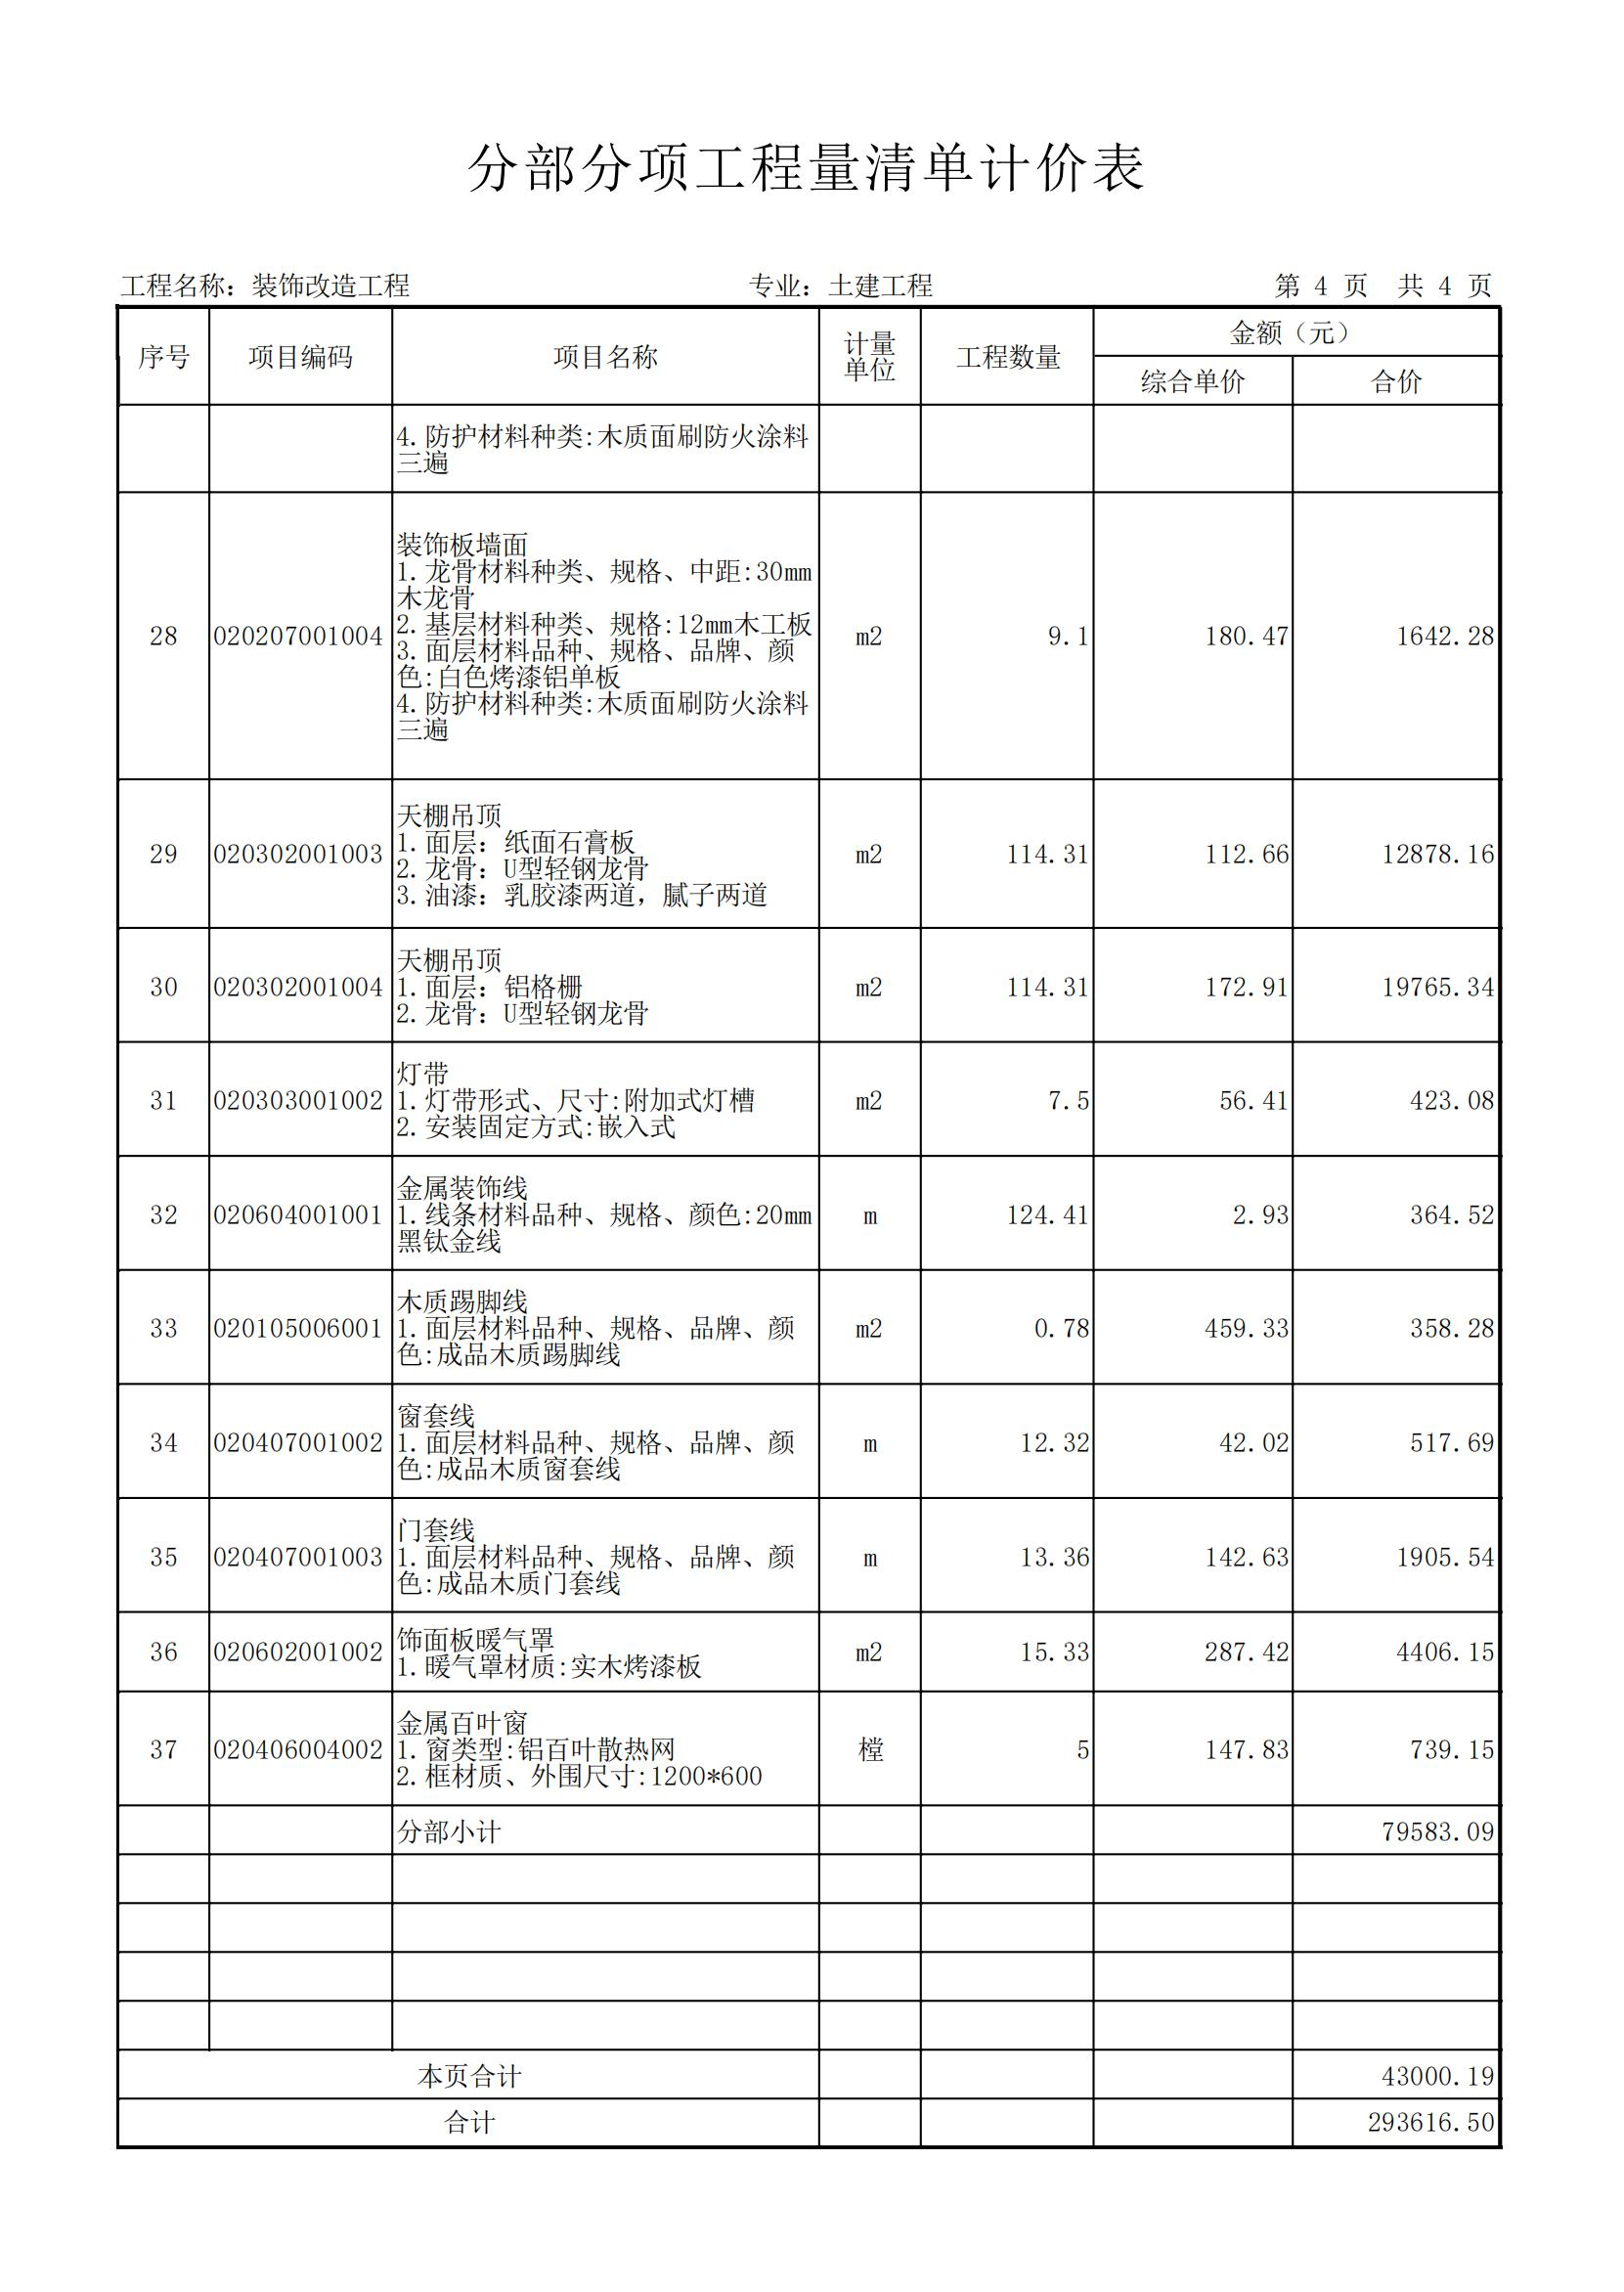 分部分项工程量清单计价表
工程名称：装饰改造工程 专业：土建工程 第 4 页 共 4 页
序号 项目编码 项目名称 计量单位 工程数量 金额（元）
综合单价 合价
4.防护材料种类:木质面刷防火涂料
三遍
装饰板墙面
1.龙骨材料种类、规格、中距:30mm
木龙骨
28 020207001004 2.基层材料种类、规格:12mm木工板 m2 9.1 180.47 1642.28
3.面层材料品种、规格、品牌、颜
色:白色烤漆铝单板
4.防护材料种类:木质面刷防火涂料
三遍
天棚吊顶
1.面层：纸面石膏板
29 020302001003 2.龙骨：U型轻钢龙骨 m2 114.31 112.66 12878.16
3.油漆：乳胶漆两道，腻子两道
天棚吊顶
30 020302001004 1.面层：铝格栅 m2 114.31 172.91 19765.34
2.龙骨：U型轻钢龙骨
灯带
31 020303001002 1.灯带形式、尺寸:附加式灯槽 m2 7.5 56.41 423.08
2.安装固定方式:嵌入式
金属装饰线
32 020604001001 1.线条材料品种、规格、颜色:20mm m 124.41 2.93 364.52
黑钛金线
木质踢脚线
33 020105006001 1.面层材料品种、规格、品牌、颜 m2 0.78 459.33 358.28
色:成品木质踢脚线
窗套线
34 020407001002 1.面层材料品种、规格、品牌、颜 m 12.32 42.02 517.69
色:成品木质窗套线
门套线
35 020407001003 1.面层材料品种、规格、品牌、颜 m 13.36 142.63 1905.54
色:成品木质门套线
饰面板暖气罩
36 020602001002 1.暖气罩材质:实木烤漆板 m2 15.33 287.42 4406.15
金属百叶窗
37 020406004002 1.窗类型:铝百叶散热网 樘 5 147.83 739.15
2.框材质、外围尺寸:1200*600
分部小计 79583.09
本页合计 43000.19
合计 293616.50